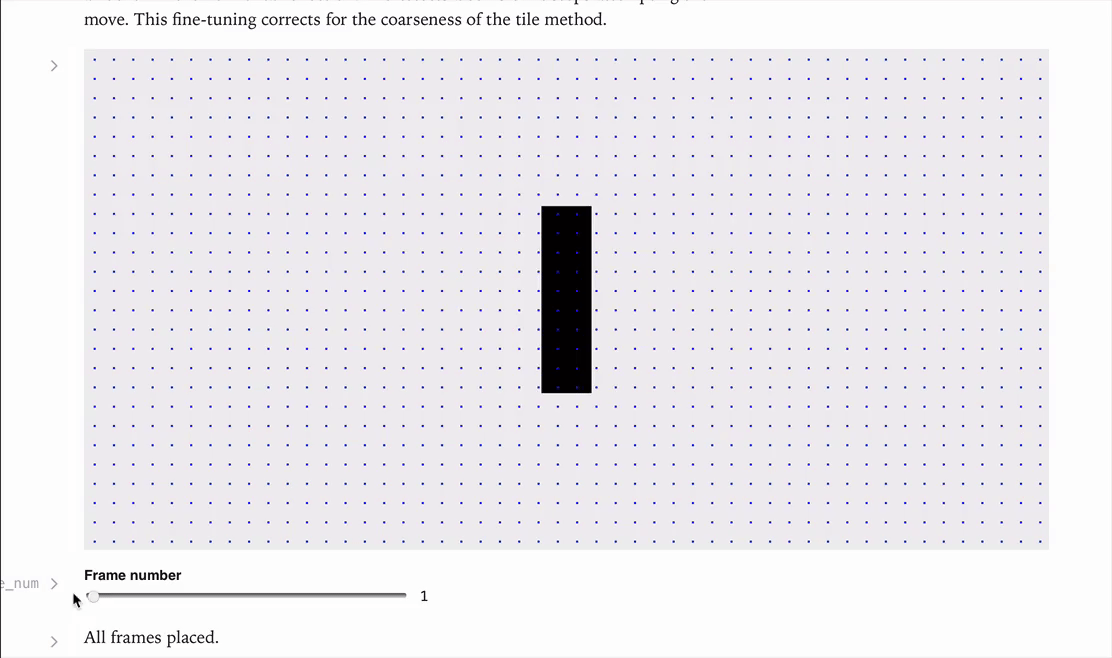 move. This fine-tuning corrects for the coarseness of the tile method.
Frame number
e_num
1
All frames placed.